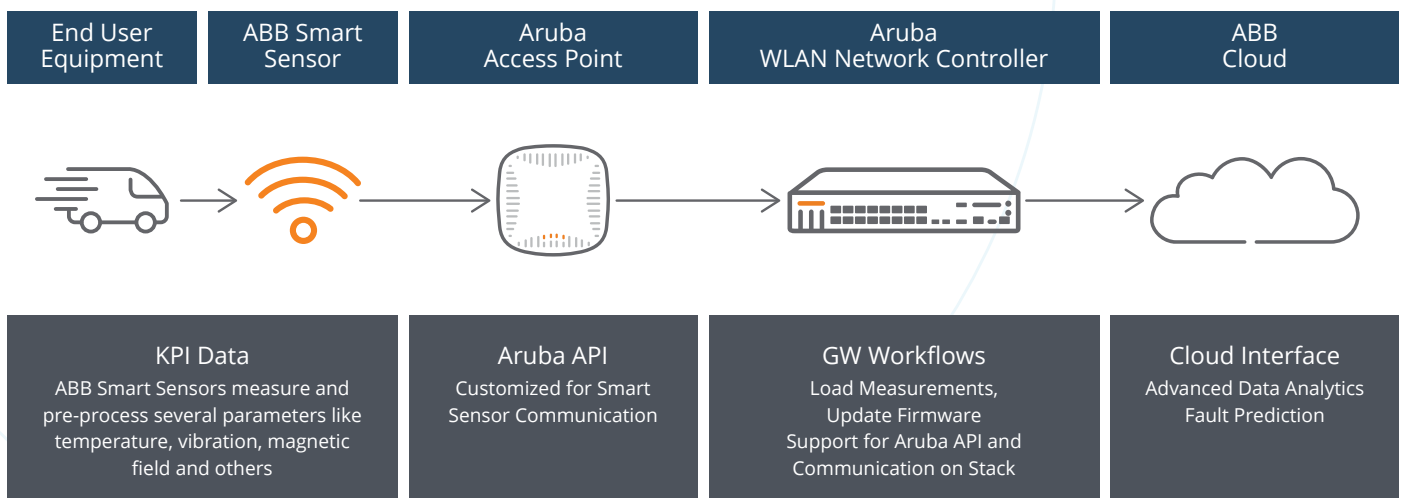 End User
Equipment
ABB Smart
Sensor
Aruba
Access Point
Aruba
WLAN Network Controller
ABB
Cloud
KPI Data
ABB Smart Sensors measure and
pre-process several parameters like
temperature, vibration, magnetic
field and others
Aruba API
Customized for Smart
Sensor Communication
GW Workflows
Load Measurements,
Update Firmware
Support for Aruba API and
Communication on Stack
Cloud Interface
Advanced Data Analytics
Fault Prediction